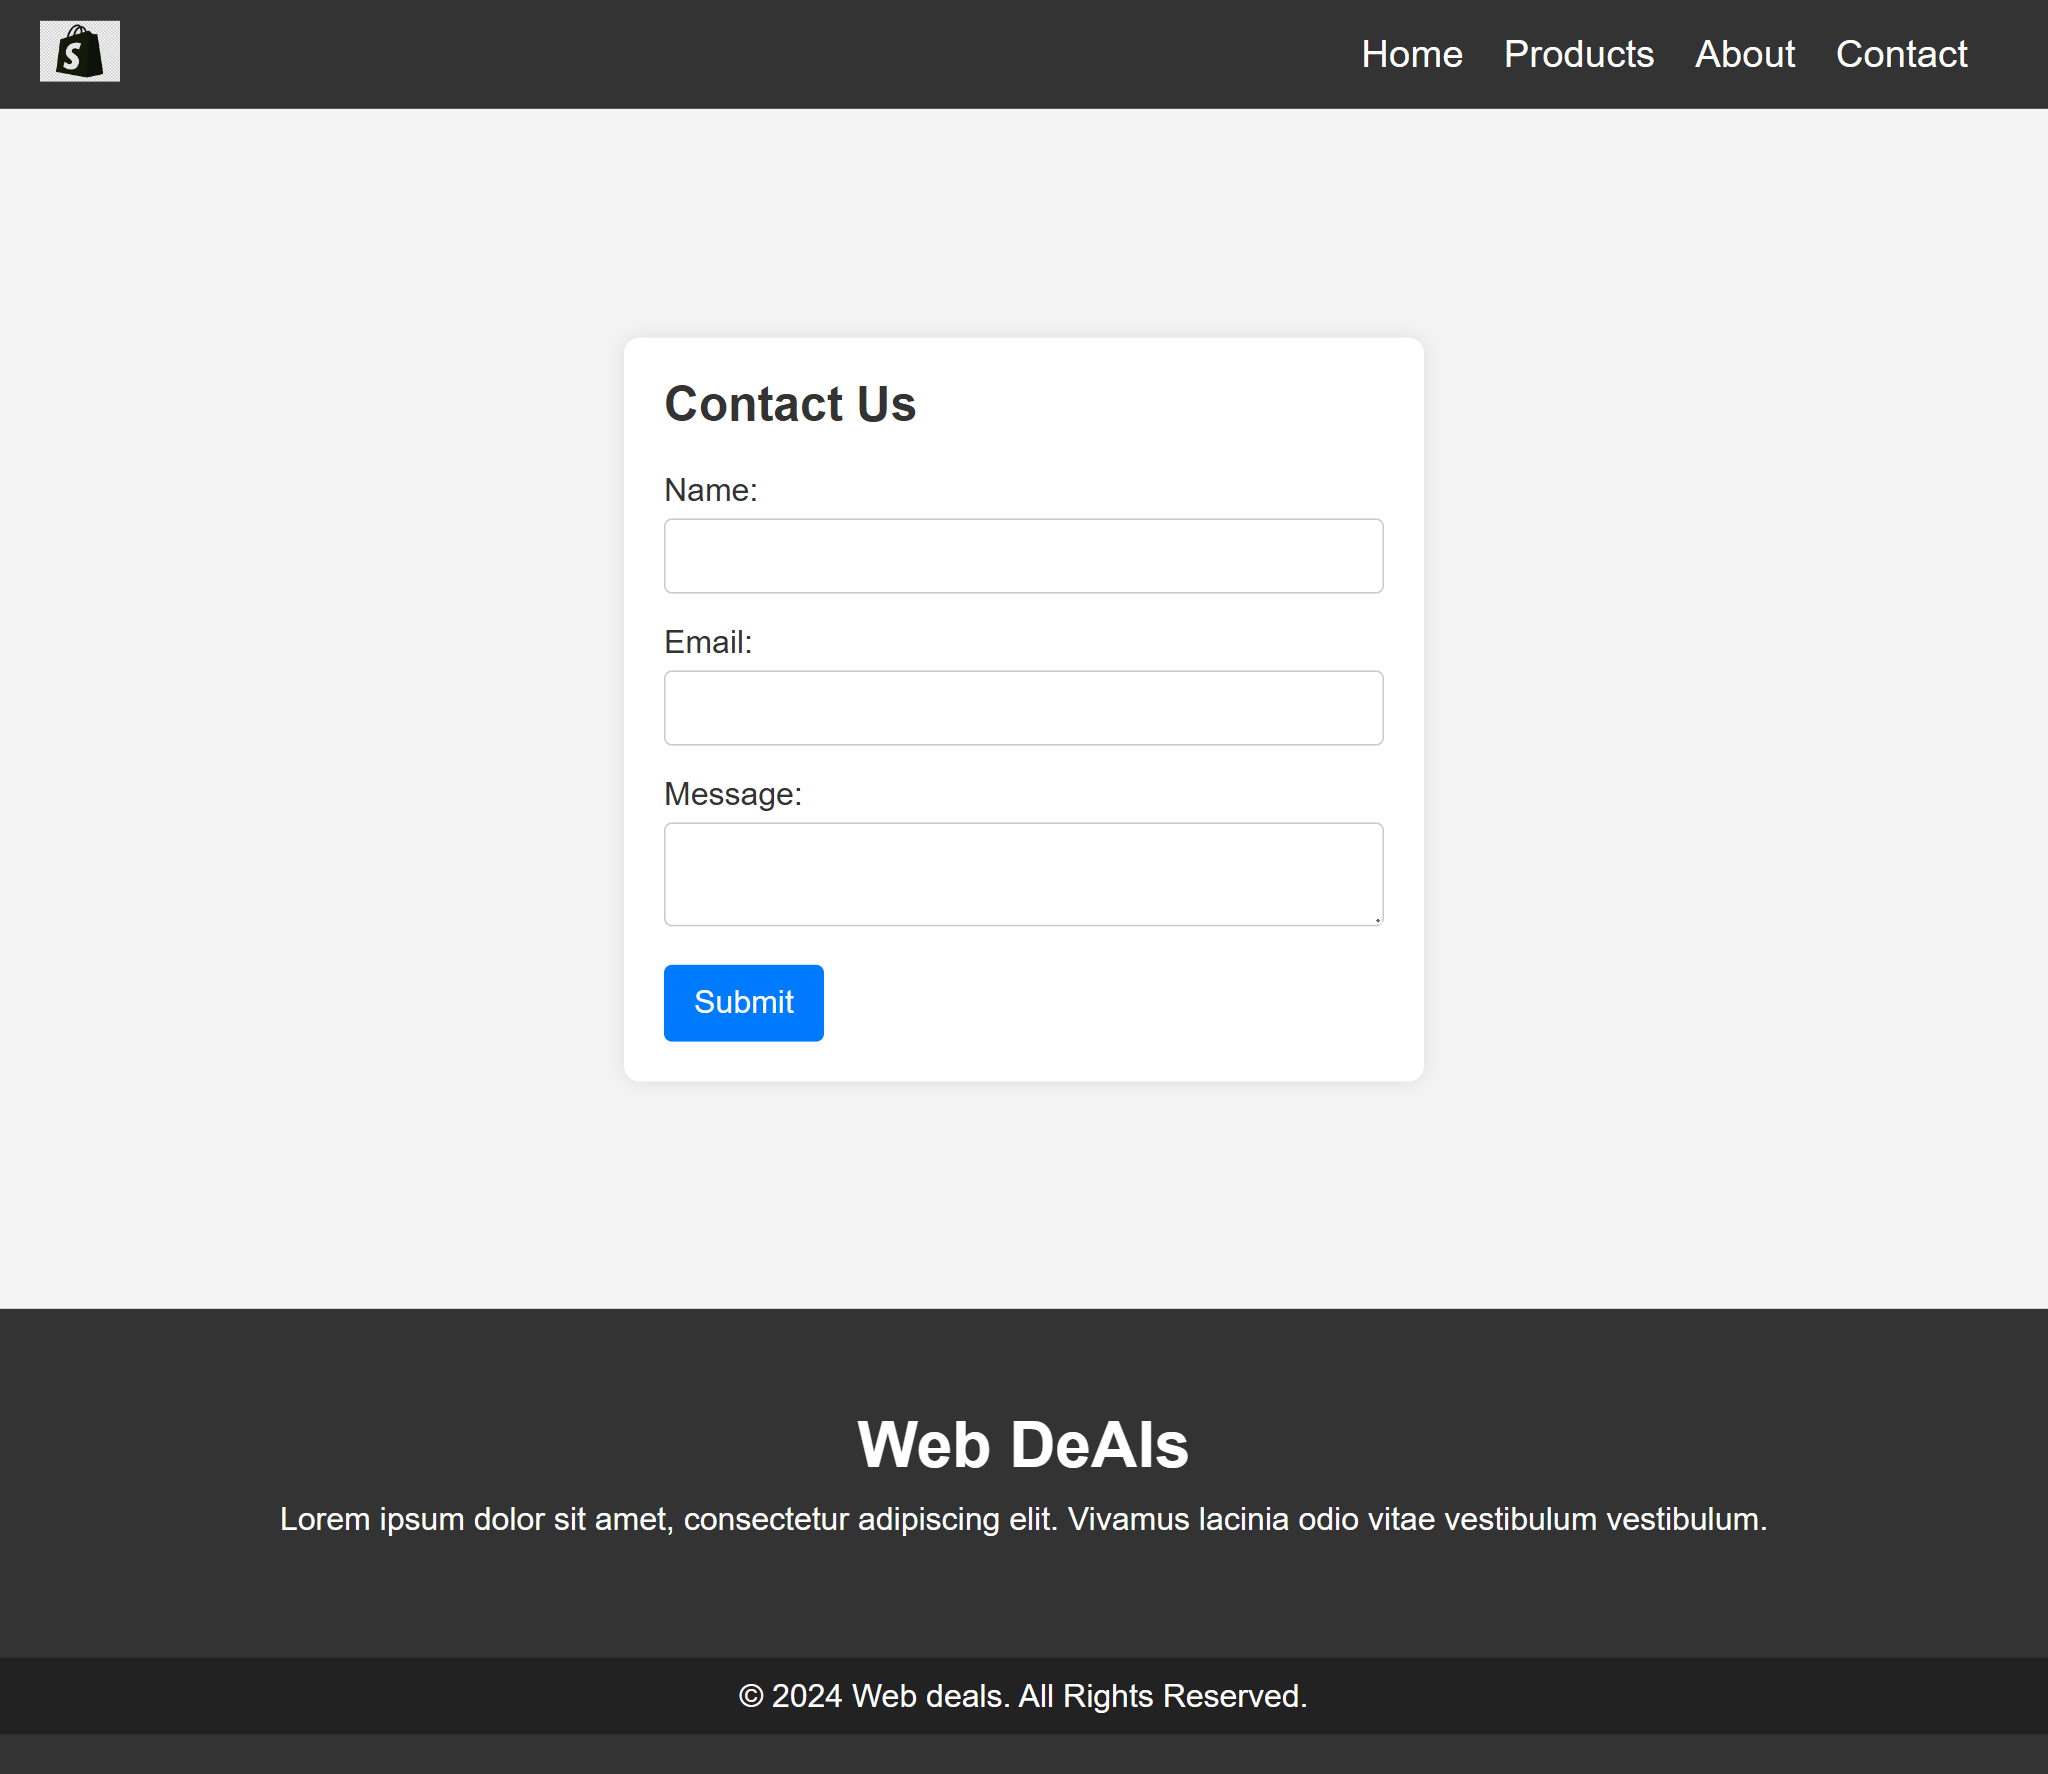 S
Home Products About Contact
Contact Us
Name:
Email:
Message:
Submit
Web DeAls
Lorem ipsum dolor sit amet, consectetur adipiscing elit. Vivamus lacinia odio vitae vestibulum vestibulum.
© 2024 Web deals. All Rights Reserved.